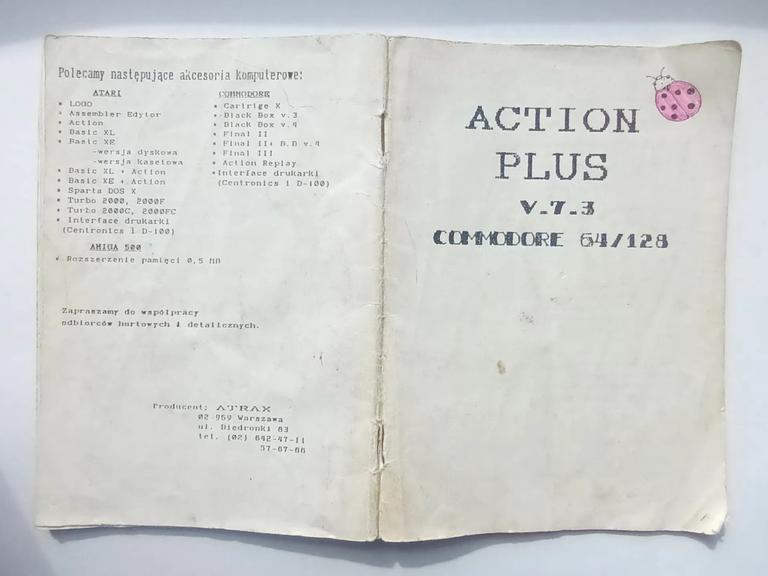 Polecamy następujące akcesoria komputerowe:
ATARI
* LOGO
* Assembler Edytor
* Action
* Basic XL
* Basic XE
-wersja dyskowa
-wersja kasetowa
* Basic XL + Action
* Basic XE + Action
* Sparta DOS X
* Turbo 2000, 2000F
* Turbo 2000C, 2000FC
* Interface drukarki
(Centronics i D-100)
AMIGA 500
* Rozszerzenie pamięci 0,5 MB
COMMODORE
* Cartrige X
* Black Box v.3
* Black Box v.4
* Final II
* Final II+ B.B v.4
* Final III
* Action Replay
* Interface drukarki
(Centronics i D-100)
Zapraszamy do współpracy
odbiorców hurtowych i detalicznych.
Producent: ATRAX
02-959 Warszawa
ul. Biedronki 83
tel. (02) 642-47-11
ACTION
PLUS
V.7.3
COMMODORE 64/128